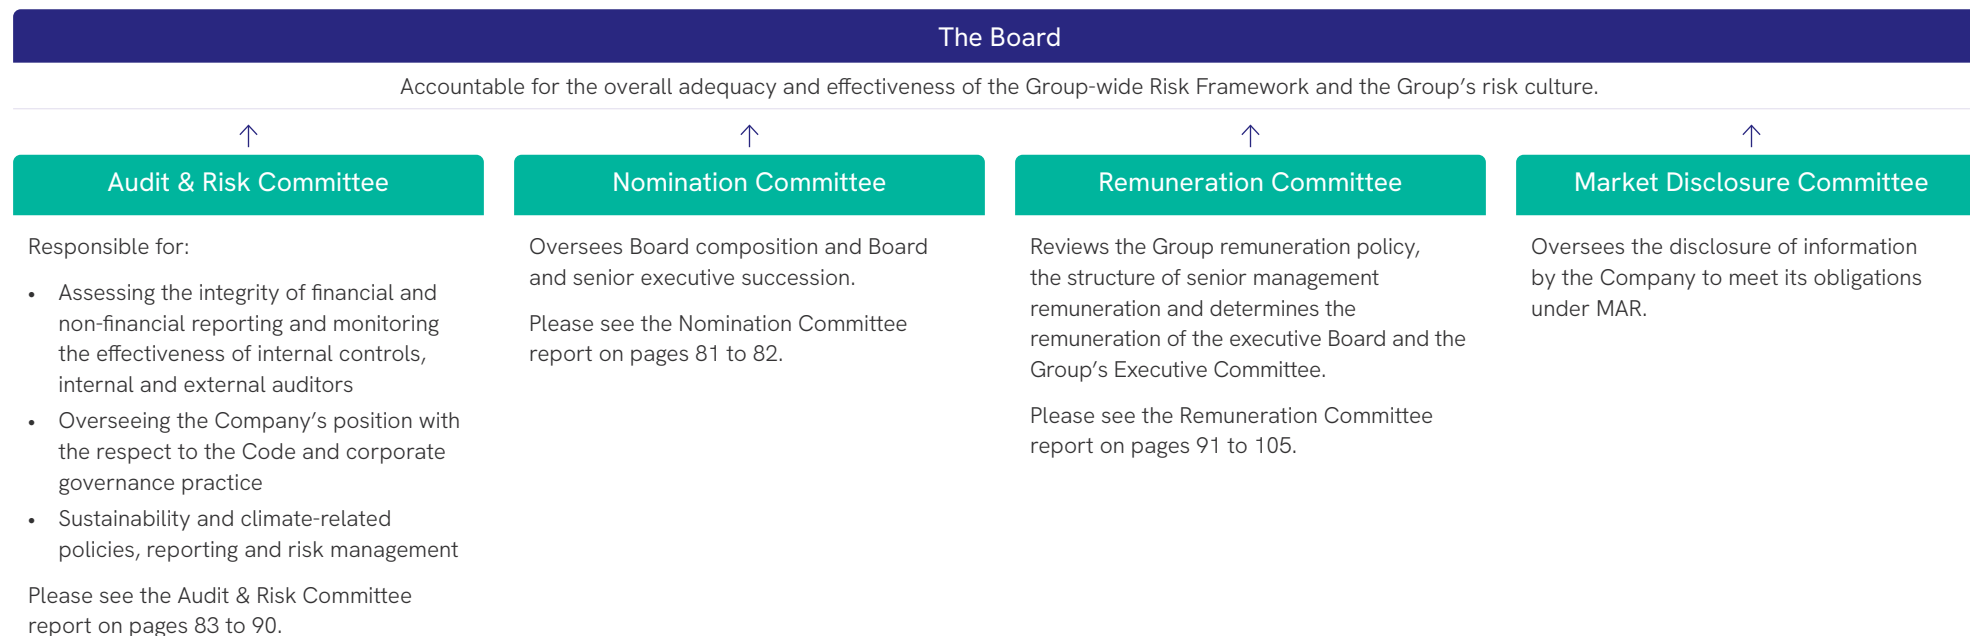 The Board
Accountable for the overall adequacy and effectiveness of the Group-wide Risk Framework and the Group's risk culture.
Audit & Risk Committee
Responsible for:
• Assessing the integrity of financial and
non-financial reporting and monitoring
the effectiveness of internal controls,
internal and external auditors
• Overseeing the Company's position with
the respect to the Code and corporate
governance practice
• Sustainability and climate-related
policies, reporting and risk management
Please see the Audit & Risk Committee
report on pages 83 to 90.
Nomination Committee
Oversees Board composition and Board
and senior executive succession.
Please see the Nomination Committee
report on pages 81 to 82.
Remuneration Committee
Reviews the Group remuneration policy,
the structure of senior management
remuneration and determines the
remuneration of the executive Board and the
Group's Executive Committee.
Please see the Remuneration Committee
report on pages 91 to 105.
Market Disclosure Committee
Oversees the disclosure of information
by the Company to meet its obligations
under MAR.